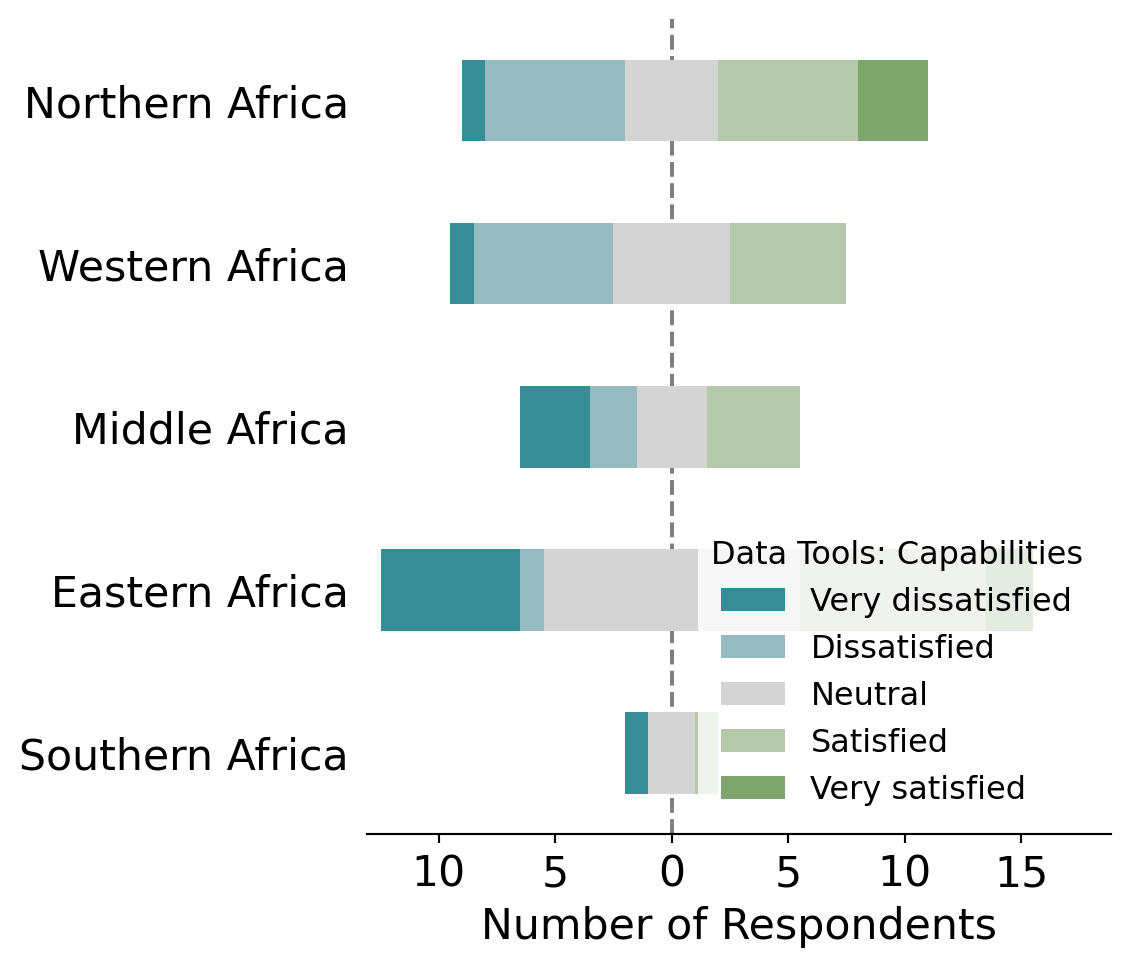 Northern Africa
Western Africa
Middle Africa
Eastern Africa
Southern Africa
Data Tools: Capabilities
Very dissatisfied
Dissatisfied
Neutral
Satisfied
Very satisfied
10 5 0 5 10 15
Number of Respondents